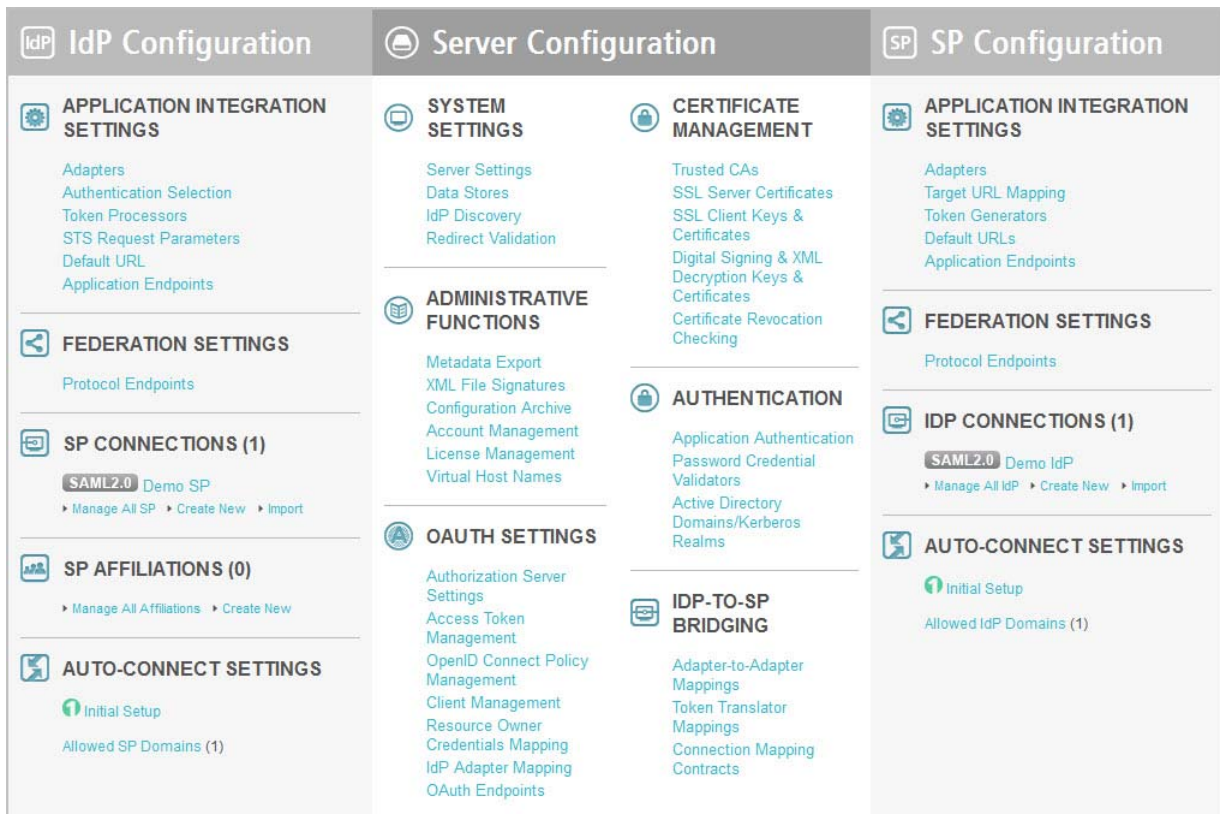 IdP IdP Configuration
APPLICATION INTEGRATION
SETTINGS
Adapters
Authentication Selection
Token Processors
STS Request Parameters
Default URL
Application Endpoints
FEDERATION SETTINGS
Protocol Endpoints
SP CONNECTIONS (1)
SAML2.0 Demo SP
Manage All SP Create New Import
SP AFFILIATIONS (0)
Manage All Affiliations Create New
AUTO-CONNECT SETTINGS
1 Initial Setup
Allowed SP Domains (1)
Server Configuration
SYSTEM
SETTINGS
Server Settings
Data Stores
IdP Discovery
Redirect Validation
ADMINISTRATIVE
FUNCTIONS
Metadata Export
XML File Signatures
Configuration Archive
Account Management
License Management
Virtual Host Names
A OAUTH SETTINGS
Authorization Server
Settings
Access Token
Management
OpenID Connect Policy
Management
Client Management
Resource Owner
Credentials Mapping
IdP Adapter Mapping
OAuth Endpoints
CERTIFICATE
MANAGEMENT
Trusted CAs
SSL Server Certificates
SSL Client Keys &
Certificates
Digital Signing & XML
Decryption Keys &
Certificates
Certificate Revocation
Checking
AUTHENTICATION
Application Authentication
Password Credential
Validators
Active Directory
Domains/Kerberos
Realms
IDP-TO-SP
BRIDGING
Adapter-to-Adapter
Mappings
Token Translator
Mappings
Connection Mapping
Contracts
SP SP Configuration
APPLICATION INTEGRATION
SETTINGS
Adapters
Target URL Mapping
Token Generators
Default URLs
Application Endpoints
FEDERATION SETTINGS
Protocol Endpoints
IDP CONNECTIONS (1)
SAML2.0 Demo IdP
Manage All IdP Create New Import
AUTO-CONNECT SETTINGS
1 Initial Setup
Allowed IdP Domains (1)